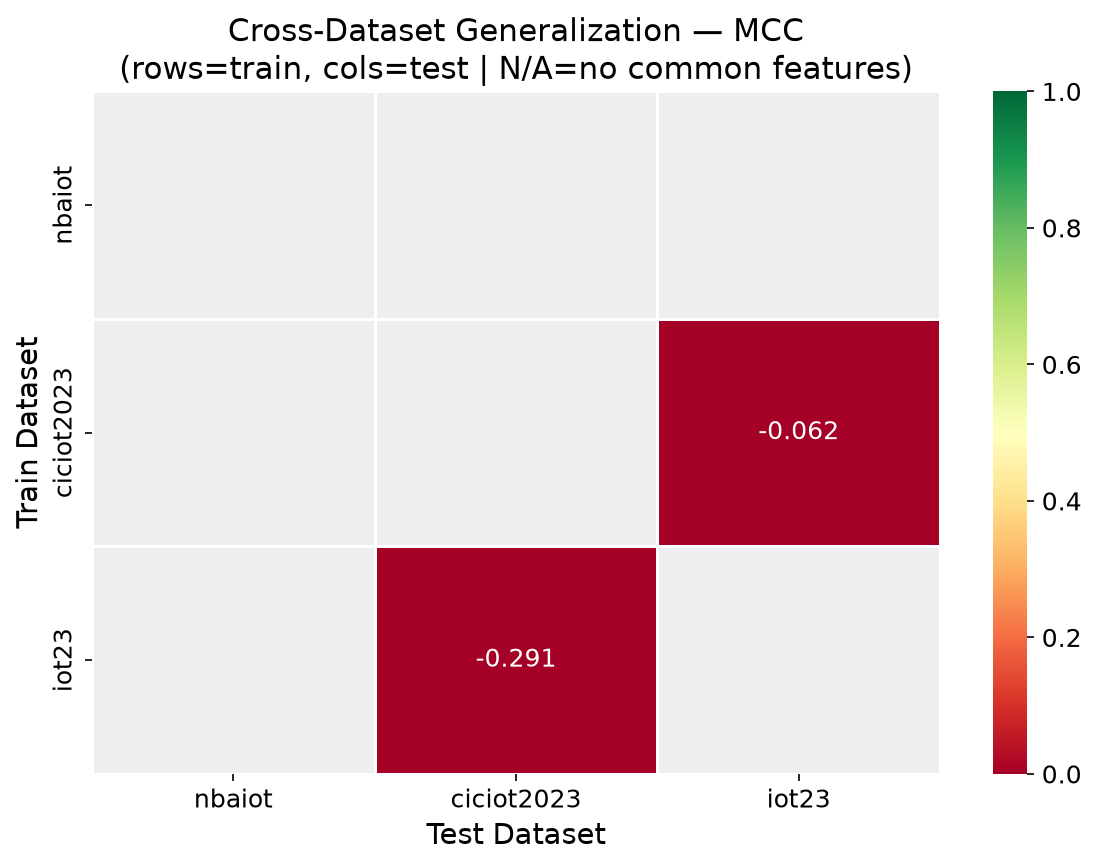 Cross-Dataset Generalization — MCC
(rows=train, cols=test | N/A=no common features)
Train Dataset
nbaiot
ciciot2023
iot23
-0.062
-0.291
nbaiot
ciciot2023
iot23
Test Dataset
1.0
0.8
0.6
0.4
0.2
0.0